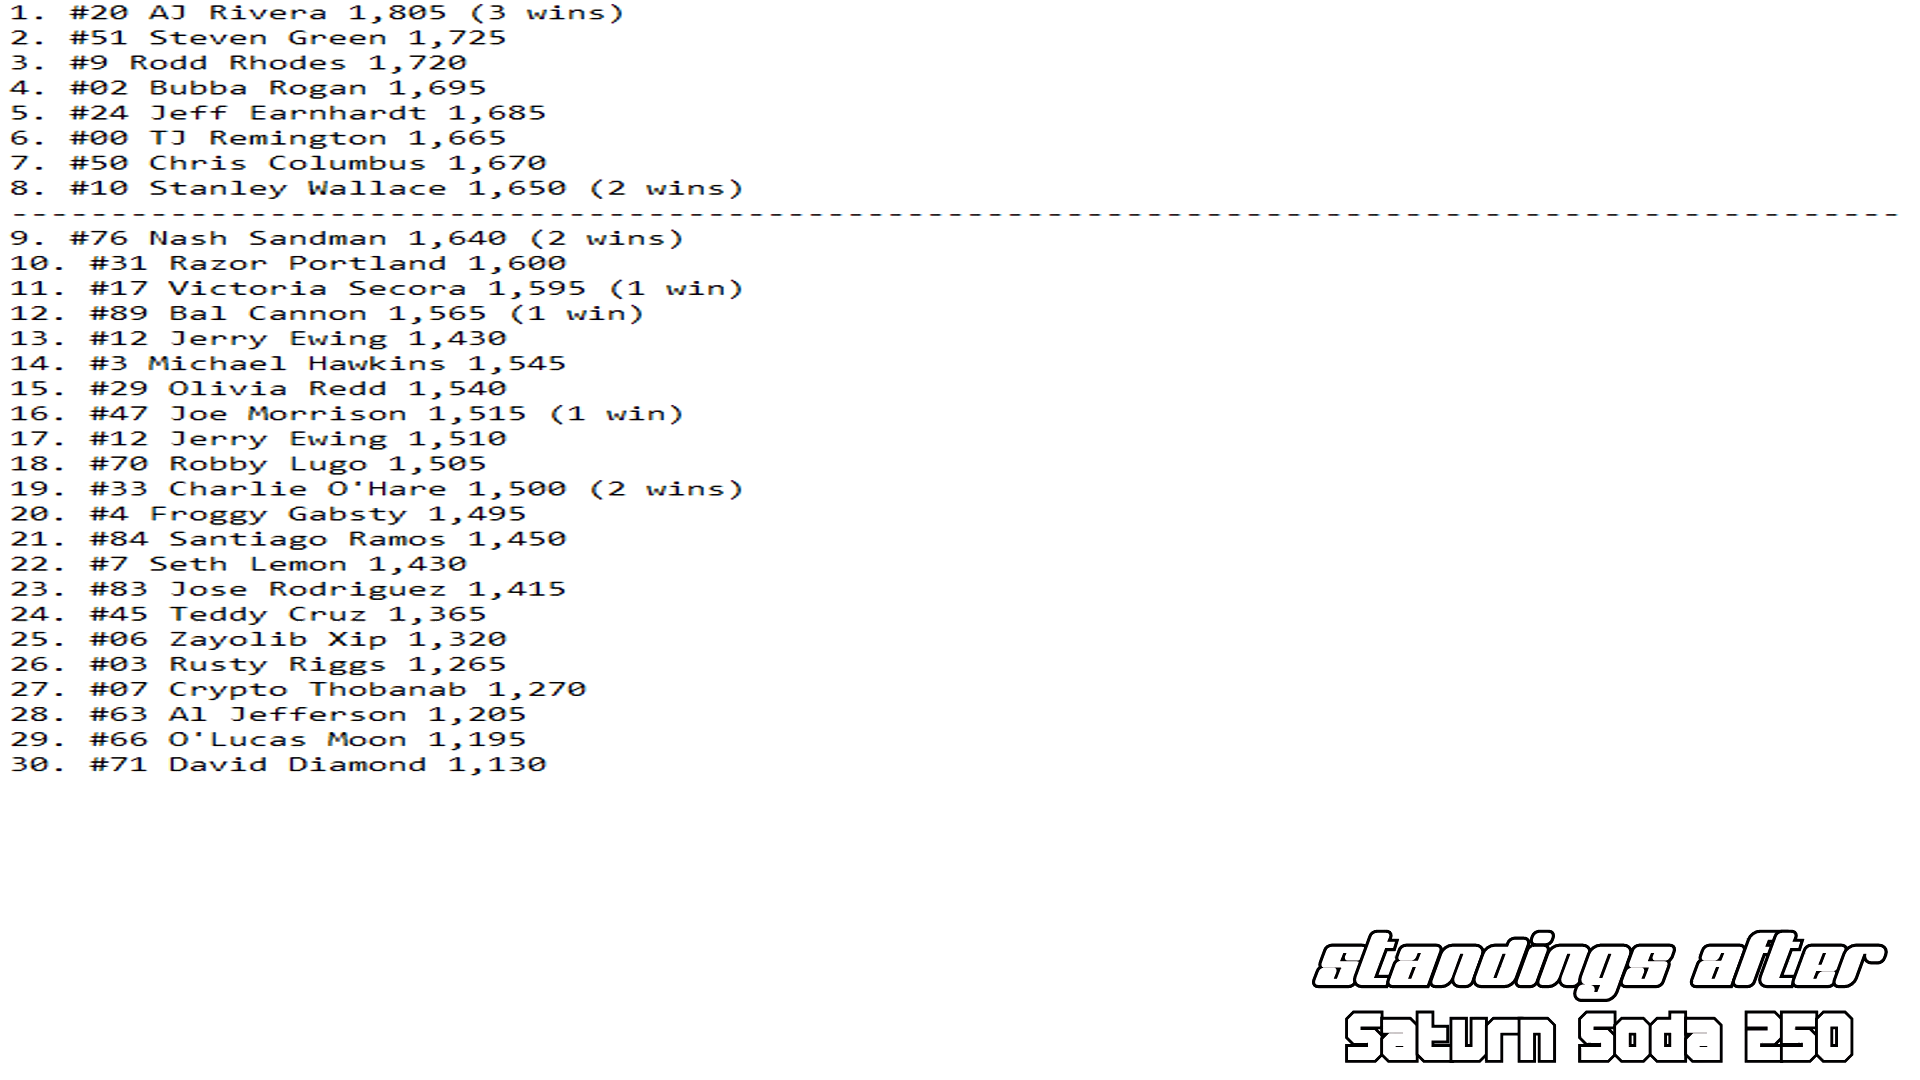 1. #20 AJ Rivera 1,805 (3 wins)
2. #51 Steven Green 1,725
3. #9 Rodd Rhodes 1,720
4. #02 Bubba Rogan 1,695
5. #24 Jeff Earnhardt 1,685
6. #00 TJ Remington 1,665
7. #50 Chris Columbus 1,670
8. #10 Stanley Wallace 1,650 (2 wins)
-----------------------------------------------------------------------------------------------
9. #76 Nash Sandman 1,640 (2 wins)
10. #31 Razor Portland 1,600
11. #17 Victoria Secora 1,595 (1 win)
12. #89 Bal Cannon 1,565 (1 win)
13. #12 Jerry Ewing 1,430
14. #3 Michael Hawkins 1,545
15. #29 Olivia Redd 1,540
16. #47 Joe Morrison 1,515 (1 win)
17. #12 Jerry Ewing 1,510
18. #70 Robby Lugo 1,505
19. #33 Charlie O'Hare 1,500 (2 wins)
20. #4 Froggy Gabsty 1,495
21. #84 Santiago Ramos 1,450
22. #7 Seth Lemon 1,430
23. #83 Jose Rodriguez 1,415
24. #45 Teddy Cruz 1,365
25. #06 Zayolib Xip 1,320
26. #03 Rusty Riggs 1,265
27. #07 Crypto Thobanab 1,270
28. #63 Al Jefferson 1,205
29. #66 O'Lucas Moon 1,195
30. #71 David Diamond 1,130
standings after
Saturn Soda 250